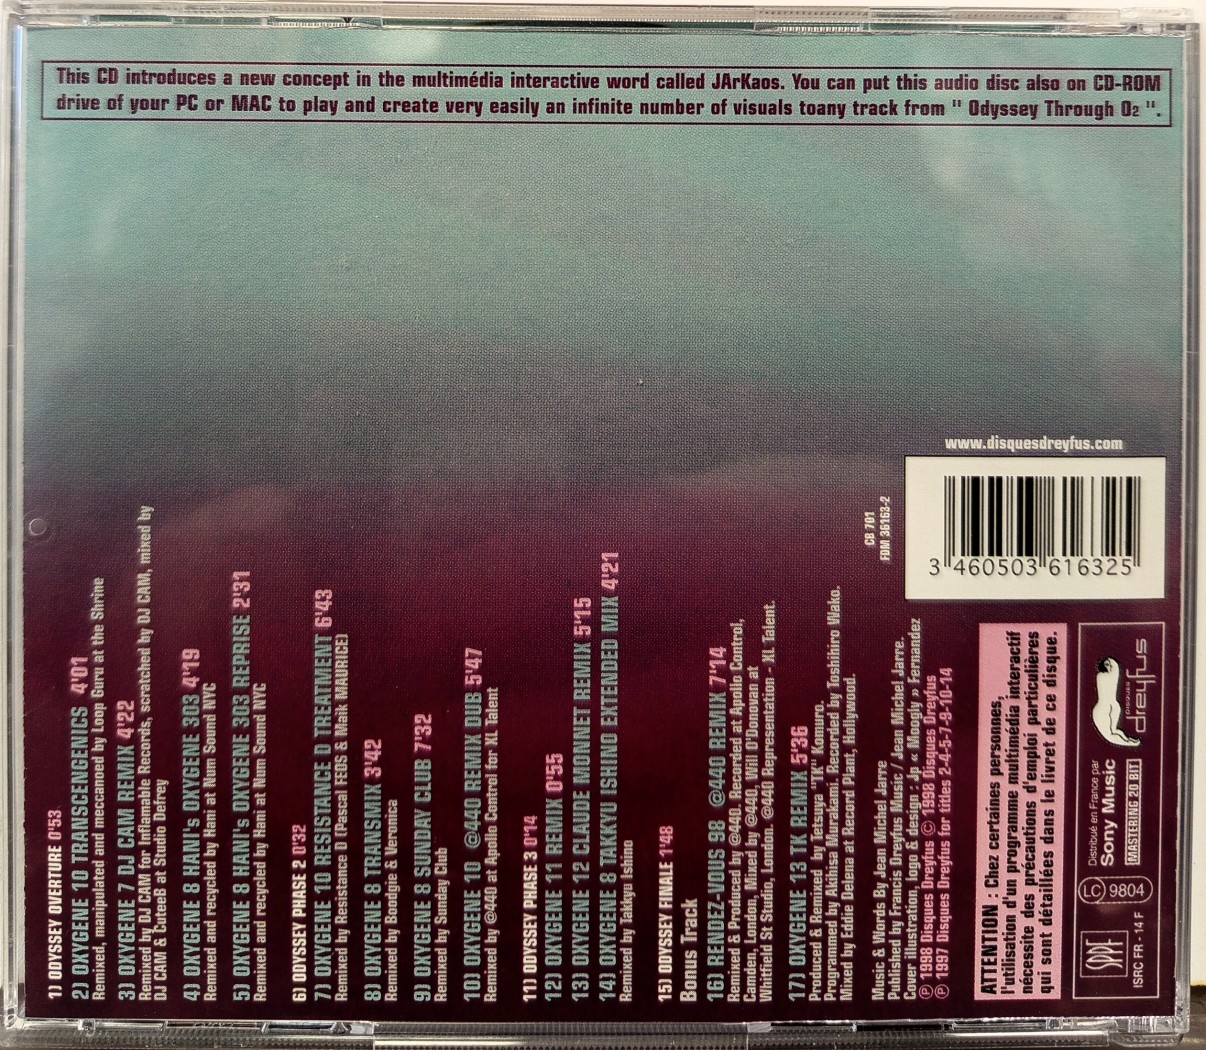 This CD introduces a new concept in the multimédia interactive word called JArKaos. You can put this audio disc also on CD-ROM
drive of your PC or MAC to play and create very easily an infinite number of visuals toany track from " Odyssey Through O2 ".
1) ODYSSEY OVERTURE 0'53
2) OXYGENE 10 TRANSCENGENICS 4'01
Remixed, manipulated and meccanoed by Loop Guru at the Shrine
3) OXYGENE 7 DJ CAM REMIX 4'22
Remixed by DJ CAM for inflamable Records, scratched by DJ CAM, mixed by
DJ CAM & CuteeB at Studio Defrey
4) OXYGENE 8 HANI's OXYGENE 303 4'19
Remixed and recycled by Hani at Num Sound NYC
5) OXYGENE 8 HANI's OXYGENE 303 REPRISE 2'31
Remixed and recycled by Hani at Num Sound NYC
6) ODYSSEY PHASE 2 0'32
7) OXYGENE 10 RESISTANCE D TREATMENT 6'43
Remixed by Resistance D (Pascal FEOS & Maik MAURICE)
8) OXYGENE 8 TRANSMIX 3'42
Remixed by Boodjie & Veronica
9) OXYGENE 8 SUNDAY CLUB 7'32
Remixed by Sunday Club
10) OXYGENE 10 @440 REMIX DUB 5'47
Remixed by @440 at Apollo Control for XL Talent
11) ODYSSEY PHASE 3 0'14
12) OXYGENE 11 REMIX 0'55
13) OXYGENE 12 CLAUDE MONNET REMIX 5'15
14) OXYGENE 8 TAKKYU ISHINO EXTENDED MIX 4'21
Remixed by Takkyu Ishino
15) ODYSSEY FINALE 1'48
Bonus Track
16) RENDEZ-VOUS 98 @440 REMIX 7'14
Remixed & Produced by @440, Recorded at Apollo Control,
Camden, London, Mixed by @440, Will O'Donovan at
Whitfield St Studio, London. @440 Representation - XL Talent.
17) OXYGENE 13 TK REMIX 5'36
Produced & Remixed by Tetsuya "TK" Komuro.
Programmed by Akihisa Murakami. Recorded by Toshihiro Wako.
Mixed by Eddie Delena at Record Plant, Hollywood.
Music & Words By Jean Michel Jarre
Published by Francis Dreyfus Music / Jean Michel Jarre.
Cover illustration, logo & design : Jp « Moogly » Fernandez
℗ 1998 Disques Dreyfus © 1998 Disques Dreyfus
℗ 1997 Disques Dreyfus for titles 2-4-5-7-9-10-14
CB 701
FDM 36163-2
www.disquesdreyfus.com
3 460503 616325
ATTENTION : Chez certaines personnes,
l'utilisation d'un programme multimédia interactif
nécessite des précautions d'emploi particulières
qui sont détaillées dans le livret de ce disque.
SPF
ISRC FR - 14 F
LC 9804
Distribué en France par
Sony Music
MASTERING 20 BIT
disques
dreyfus